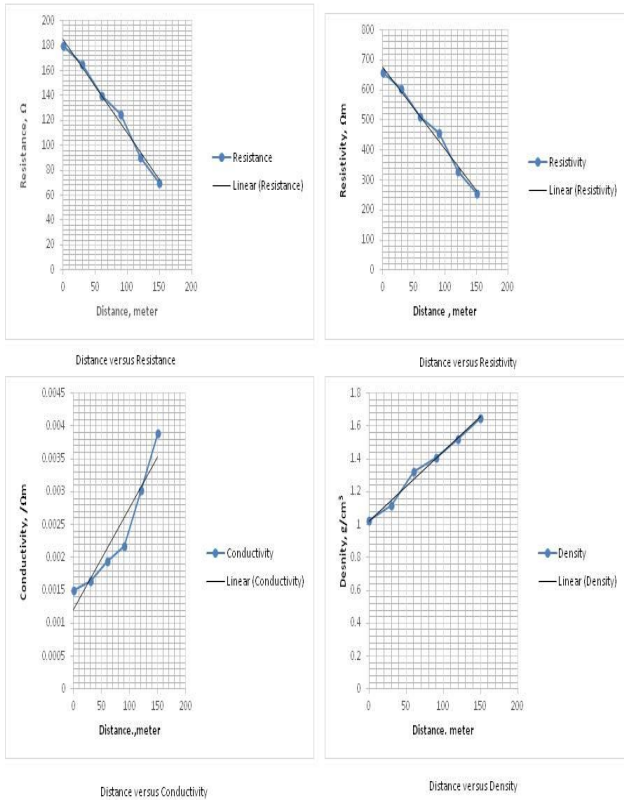 200
180
160
140
120
100
80
60
40
20
0
0 50 100 150 200
Resistance, Ω
Distance, meter
Resistance
Linear (Resistance)
Distance versus Resistance
800
700
600
500
400
300
200
100
0
0 50 100 150 200
Resistivity, Ωm
Distance , meter
Resistivity
Linear (Resistivity)
Distance versus Resistivity
0.0045
0.004
0.0035
0.003
0.0025
0.002
0.0015
0.001
0.0005
0
0 50 100 150 200
Conductivity, /Ωm
Distance.,meter
Conductivity
Linear (Conductivity)
Distance versus Conductivity
1.8
1.6
1.4
1.2
1
0.8
0.6
0.4
0.2
0
0 50 100 150 200
Desnity, g/cm³
Distance. meter
Density
Linear (Density)
Distance versus Density